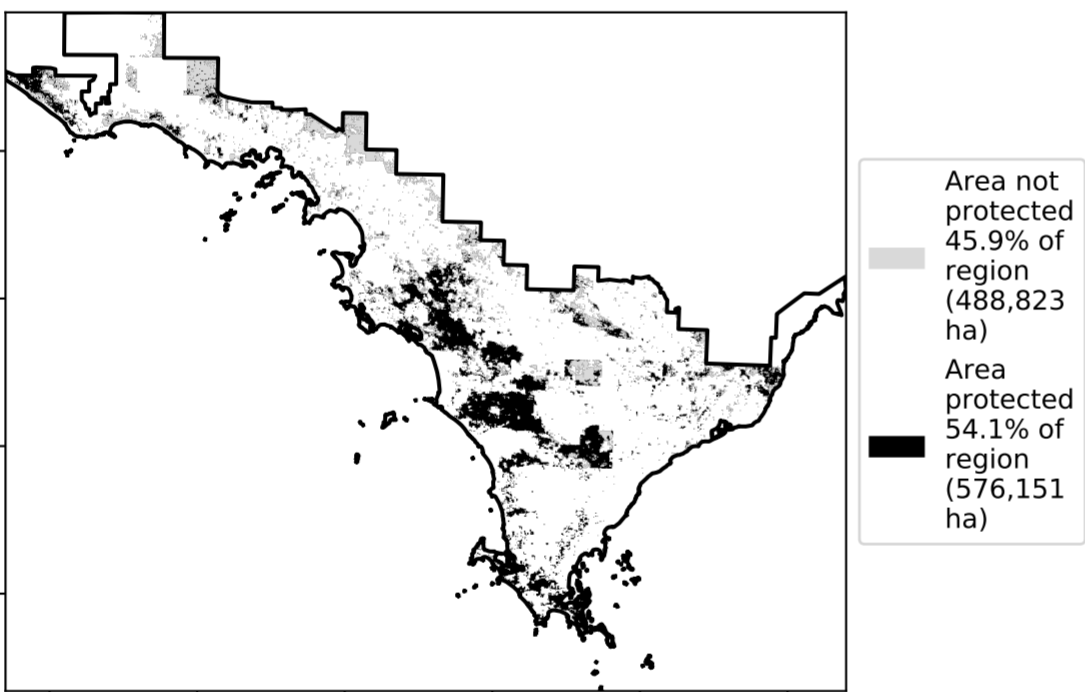 Area not
protected
45.9% of
region
(488,823
ha)
Area
protected
54.1% of
region
(576,151
ha)